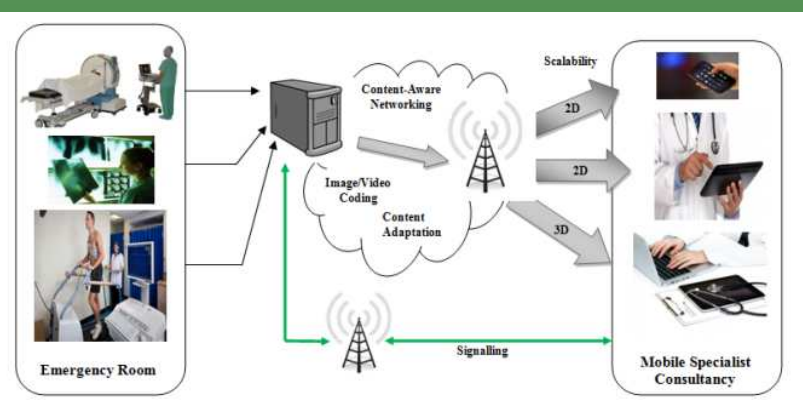 Emergency Room
Content-Aware
Networking
Image/Video
Coding
Content
Adaptation
Scalability
2D
2D
3D
Signalling
Mobile Specialist
Consultancy